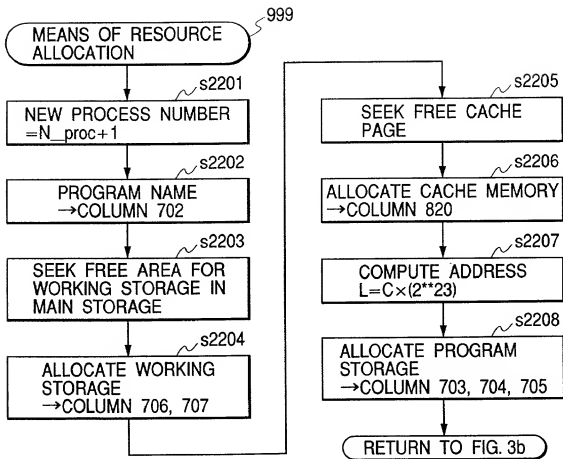 999
MEANS OF RESOURCE
ALLOCATION
s2201
NEW PROCESS NUMBER
=N_proc+1
s2202
PROGRAM NAME
→COLUMN 702
s2203
SEEK FREE AREA FOR
WORKING STORAGE IN
MAIN STORAGE
s2204
ALLOCATE WORKING
STORAGE
→COLUMN 706, 707
s2205
SEEK FREE CACHE
PAGE
s2206
ALLOCATE CACHE MEMORY
→COLUMN 820
s2207
COMPUTE ADDRESS
L=C×(2**23)
s2208
ALLOCATE PROGRAM
STORAGE
→COLUMN 703, 704, 705
RETURN TO FIG. 3b